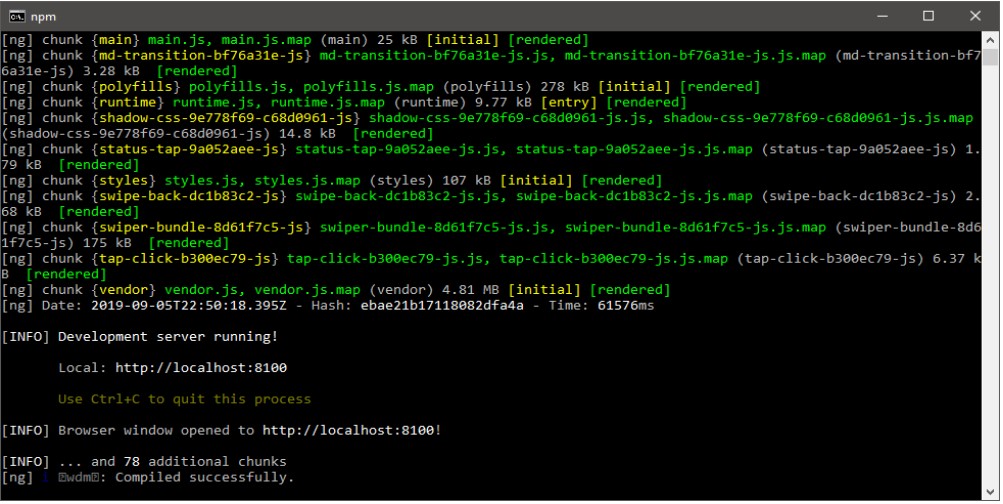 npm
[ng] chunk {main} main.js, main.js.map (main) 25 kB [initial] [rendered]
[ng] chunk {md-transition-bf76a31e-js} md-transition-bf76a31e-js.js, md-transition-bf76a31e-js.js.map (md-transition-bf7
6a31e-js) 3.28 kB  [rendered]
[ng] chunk {polyfills} polyfills.js, polyfills.js.map (polyfills) 278 kB [initial] [rendered]
[ng] chunk {runtime} runtime.js, runtime.js.map (runtime) 9.77 kB [entry] [rendered]
[ng] chunk {shadow-css-9e778f69-c68d0961-js} shadow-css-9e778f69-c68d0961-js.js, shadow-css-9e778f69-c68d0961-js.js.map
(shadow-css-9e778f69-c68d0961-js) 14.8 kB  [rendered]
[ng] chunk {status-tap-9a052aee-js} status-tap-9a052aee-js.js, status-tap-9a052aee-js.js.map (status-tap-9a052aee-js) 1.
79 kB  [rendered]
[ng] chunk {styles} styles.js, styles.js.map (styles) 107 kB [initial] [rendered]
[ng] chunk {swipe-back-dc1b83c2-js} swipe-back-dc1b83c2-js.js, swipe-back-dc1b83c2-js.js.map (swipe-back-dc1b83c2-js) 2.
68 kB  [rendered]
[ng] chunk {swiper-bundle-8d61f7c5-js} swiper-bundle-8d61f7c5-js.js, swiper-bundle-8d61f7c5-js.js.map (swiper-bundle-8d6
1f7c5-js) 175 kB  [rendered]
[ng] chunk {tap-click-b300ec79-js} tap-click-b300ec79-js.js, tap-click-b300ec79-js.js.map (tap-click-b300ec79-js) 6.37 k
B  [rendered]
[ng] chunk {vendor} vendor.js, vendor.js.map (vendor) 4.81 MB [initial] [rendered]
[ng] Date: 2019-09-05T22:50:18.395Z - Hash: ebae21b17118082dfa4a - Time: 61576ms
[INFO] Development server running!
Local: http://localhost:8100
Use Ctrl+C to quit this process
[INFO] Browser window opened to http://localhost:8100!
[INFO] ... and 78 additional chunks
[ng] i wdm: Compiled successfully.